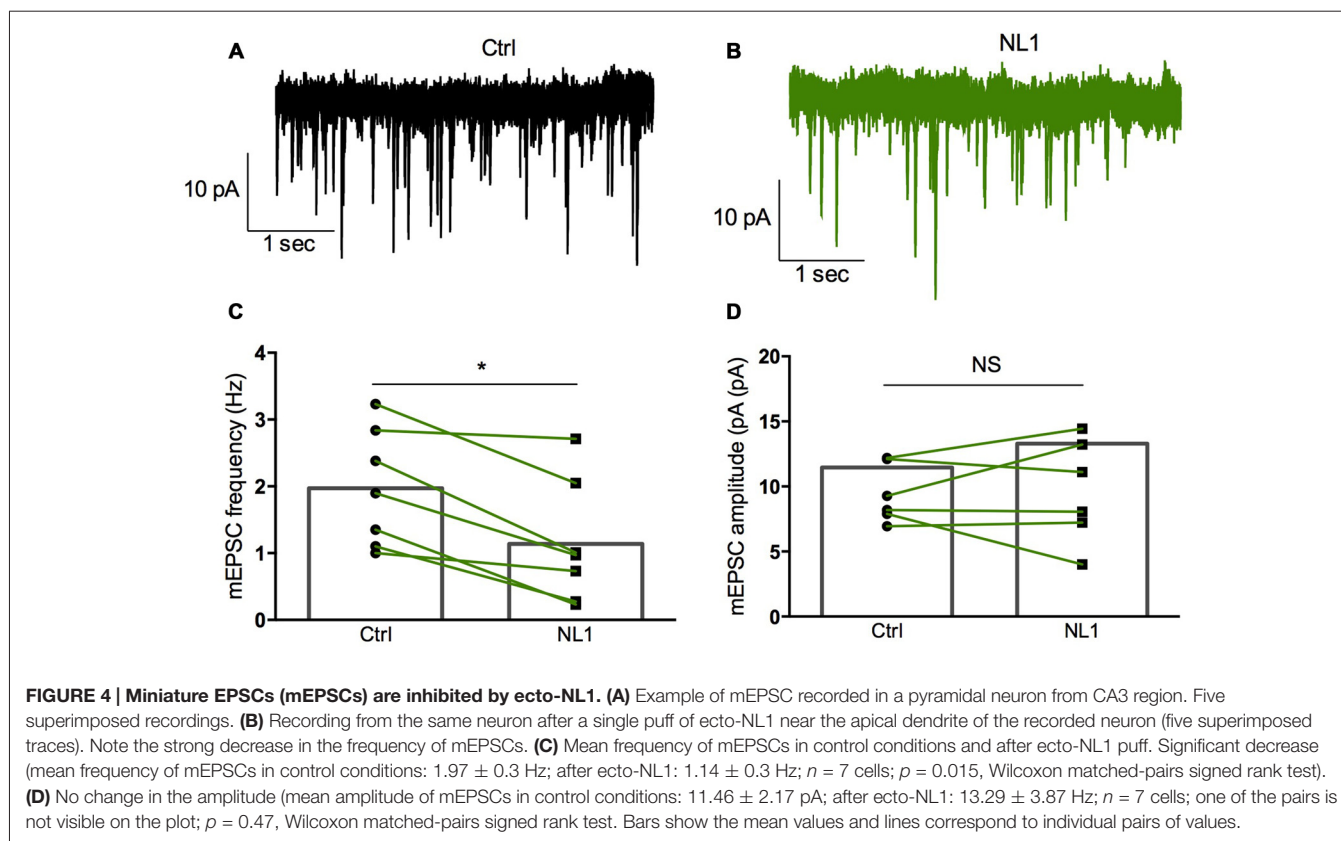 A
Ctrl
10 pA
1 sec
B
NL1
10 pA
1 sec
C
4
3
2
1
0
mEPSC frequency (Hz)
*
Ctrl
NL1
D
20
15
10
5
0
mEPSC amplitude (pA (pA)
NS
Ctrl
NL1
FIGURE 4 | Miniature EPSCs (mEPSCs) are inhibited by ecto-NL1. (A) Example of mEPSC recorded in a pyramidal neuron from CA3 region. Five
superimposed recordings. (B) Recording from the same neuron after a single puff of ecto-NL1 near the apical dendrite of the recorded neuron (five superimposed
traces). Note the strong decrease in the frequency of mEPSCs. (C) Mean frequency of mEPSCs in control conditions and after ecto-NL1 puff. Significant decrease
(mean frequency of mEPSCs in control conditions: 1.97 ± 0.3 Hz; after ecto-NL1: 1.14 ± 0.3 Hz; n = 7 cells; p = 0.015, Wilcoxon matched-pairs signed rank test).
(D) No change in the amplitude (mean amplitude of mEPSCs in control conditions: 11.46 ± 2.17 pA; after ecto-NL1: 13.29 ± 3.87 Hz; n = 7 cells; one of the pairs is
not visible on the plot; p = 0.47, Wilcoxon matched-pairs signed rank test. Bars show the mean values and lines correspond to individual pairs of values.